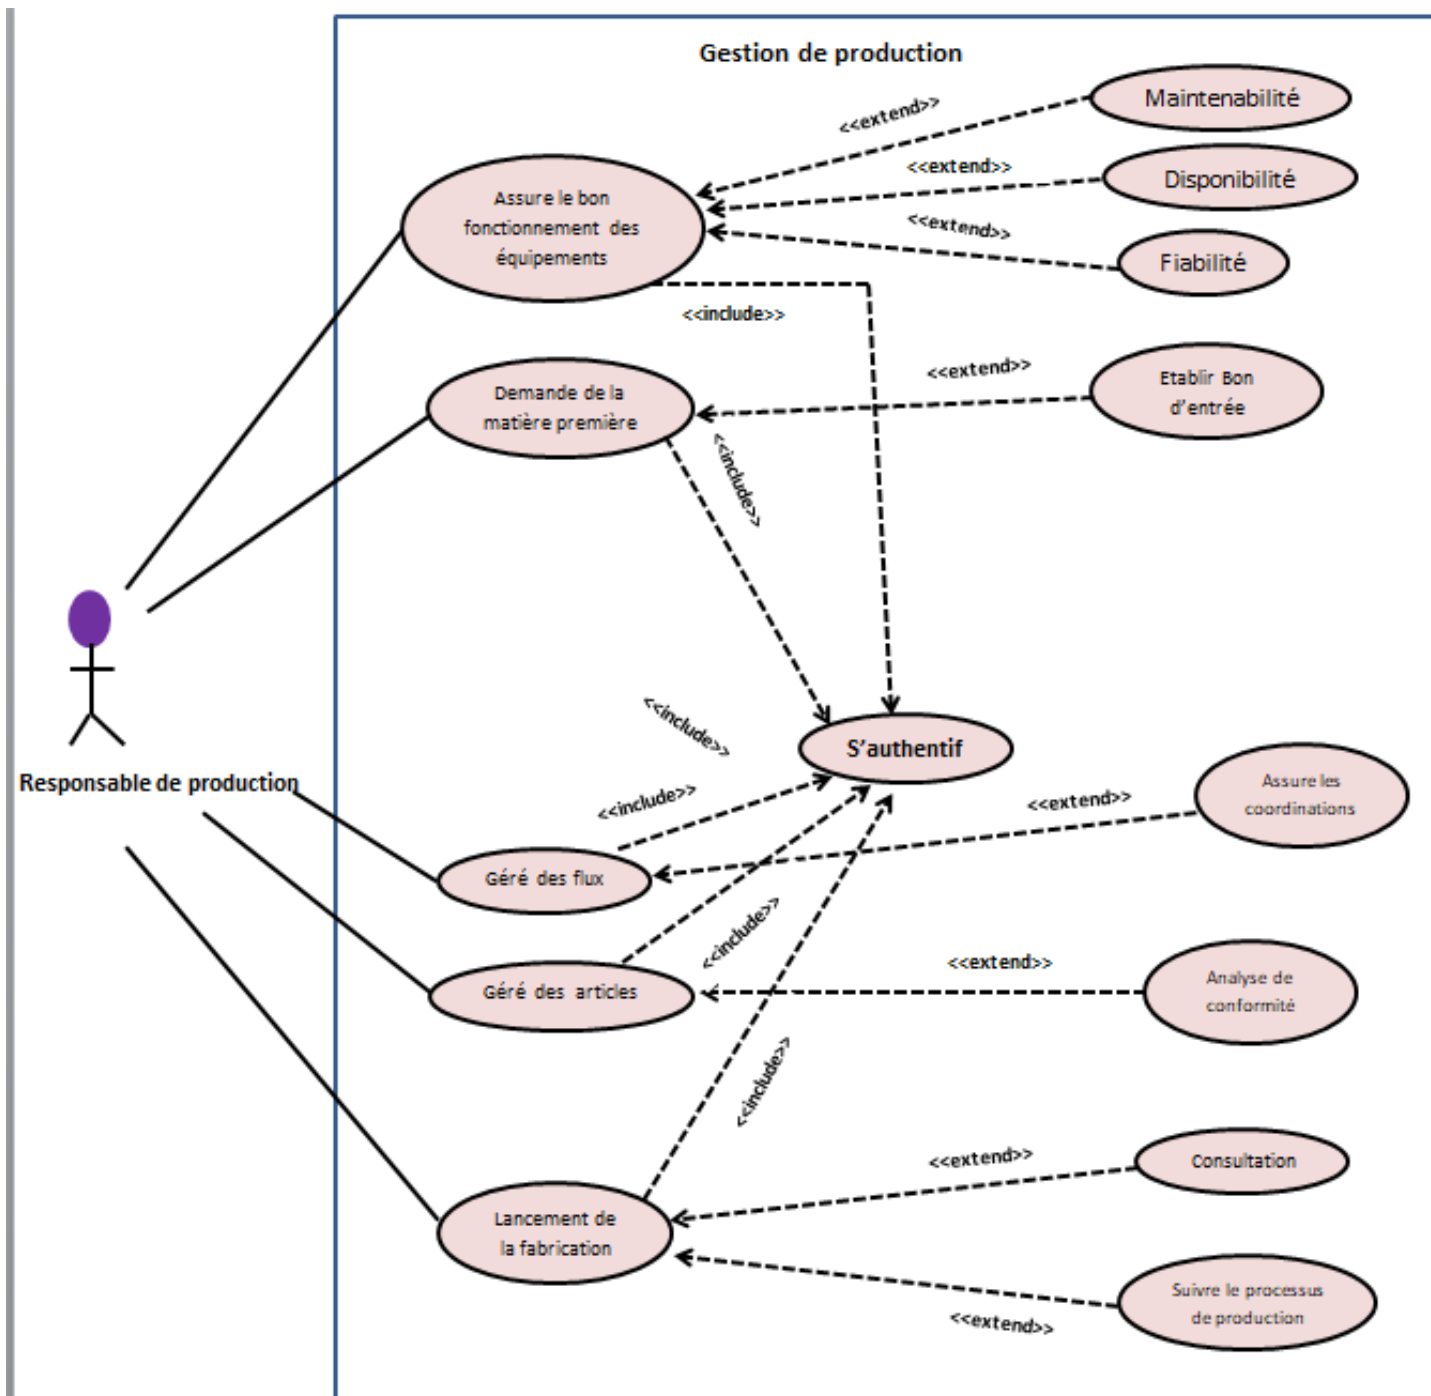 Gestion de production
Maintenabilité
<<extend>>
<<extend>>
Disponibilité
Assure le bon
fonctionnement des
équipements
<<extend>>
Fiabilité
<<include>>
Demande de la
matière première
<<extend>>
Etablir Bon
d'entrée
<<include>>
<<include>>
S'authentif
Responsable de production
<<include>>
<<extend>>
Assure les
coordinations
Géré des flux
<<include>>
Géré des articles
<<extend>>
Analyse de
conformité
<<include>>
<<extend>>
Consultation
Lancement de
la fabrication
Suivre le processus
de production
<<extend>>